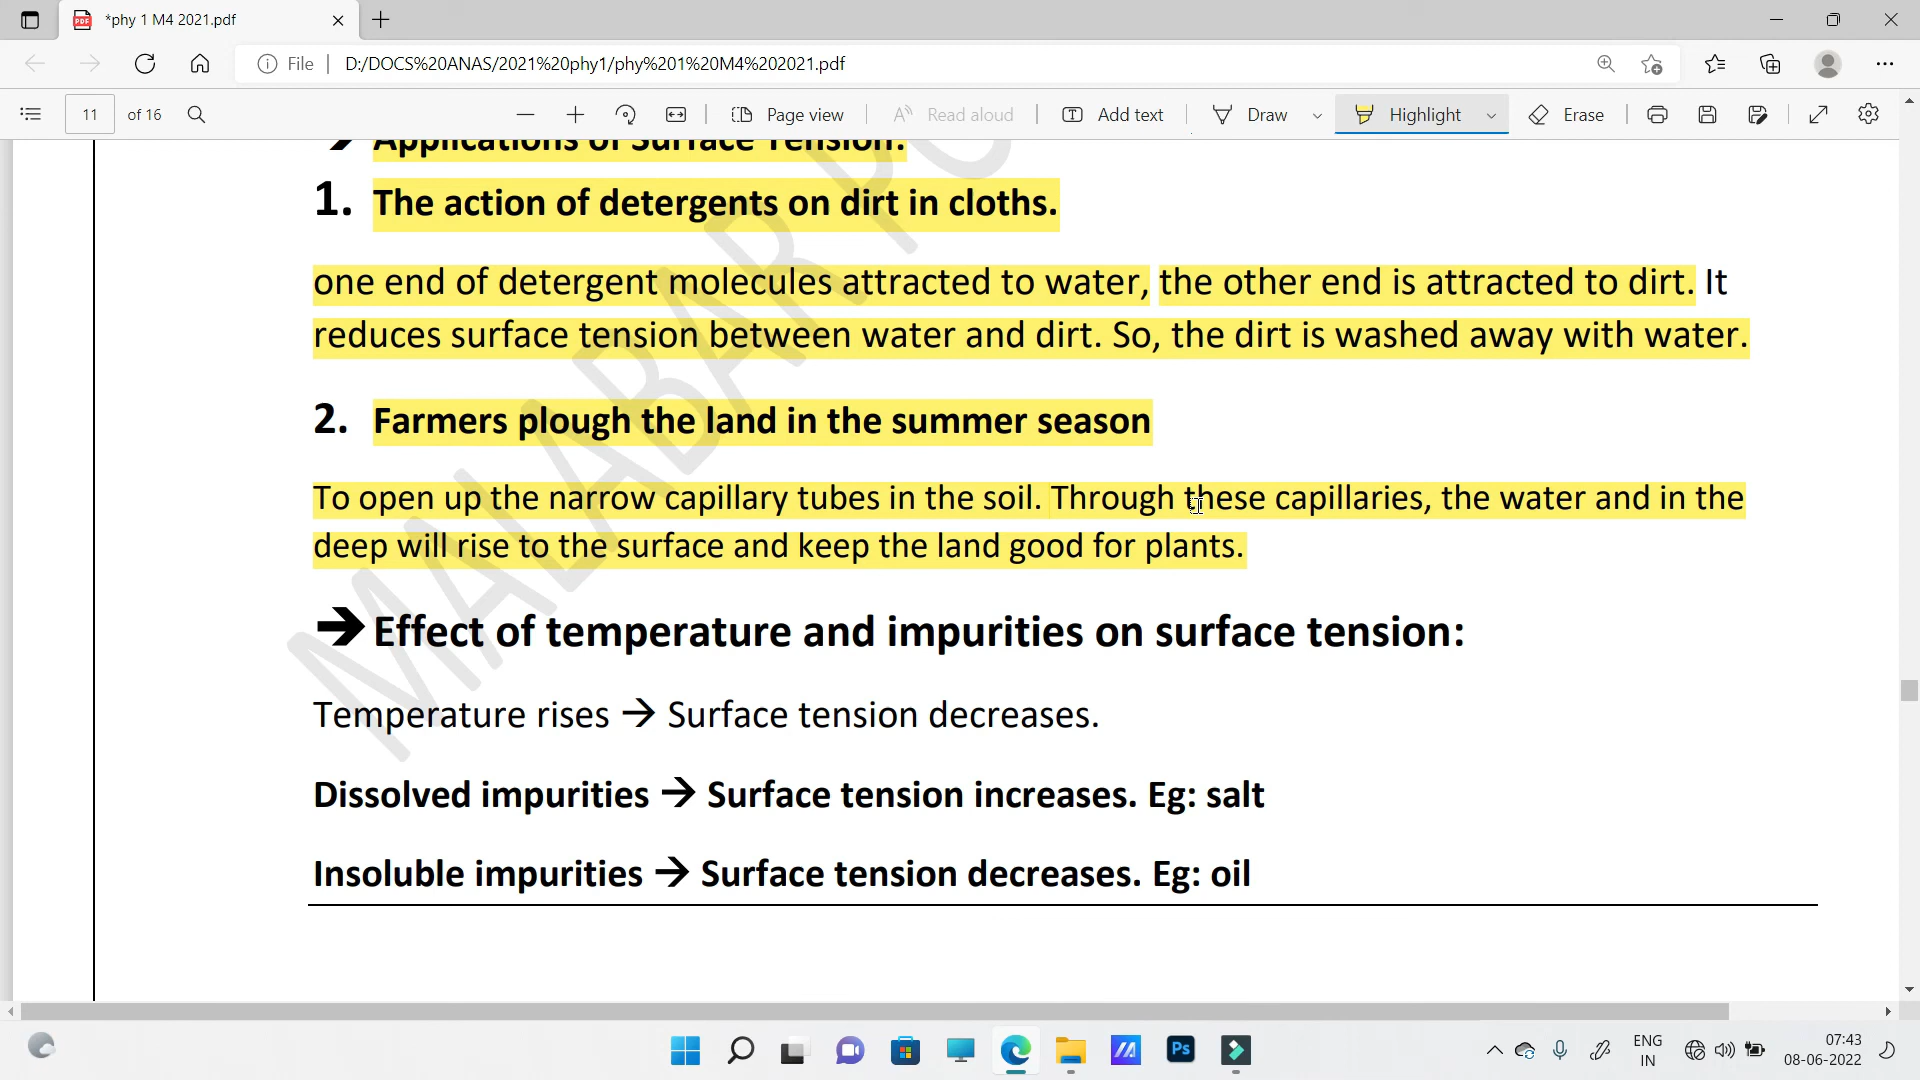 *phy 1 M4 2021.pdf
File
D:/DOCS%20ANAS/2021%20phy1/phy%201%20M4%202021.pdf
11 of 16
Page view
Read aloud
Add text
Draw
Highlight
Erase
→ Applications of Surface Tension:
1. The action of detergents on dirt in cloths.
one end of detergent molecules attracted to water, the other end is attracted to dirt. It
reduces surface tension between water and dirt. So, the dirt is washed away with water.
2. Farmers plough the land in the summer season
To open up the narrow capillary tubes in the soil. Through these capillaries, the water and in the
deep will rise to the surface and keep the land good for plants.
→ Effect of temperature and impurities on surface tension:
Temperature rises → Surface tension decreases.
Dissolved impurities → Surface tension increases. Eg: salt
Insoluble impurities → Surface tension decreases. Eg: oil
MALABAR
Ps
ENG
IN
07:43
08-06-2022